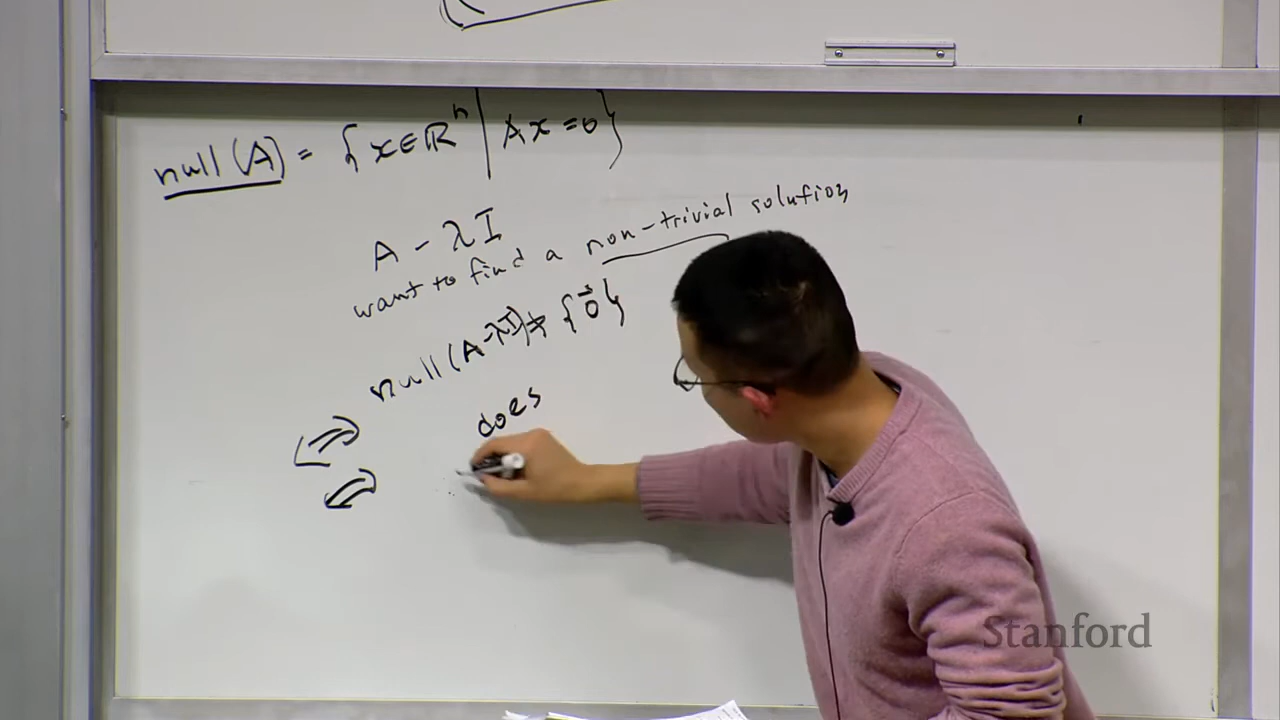 null(A) = {x ∈ ℝⁿ | Ax = 0}
A - λI
want to find a non-trivial solution
null(A-λI) ≠ {0⃗}
⇒
does
⇐
Stanford